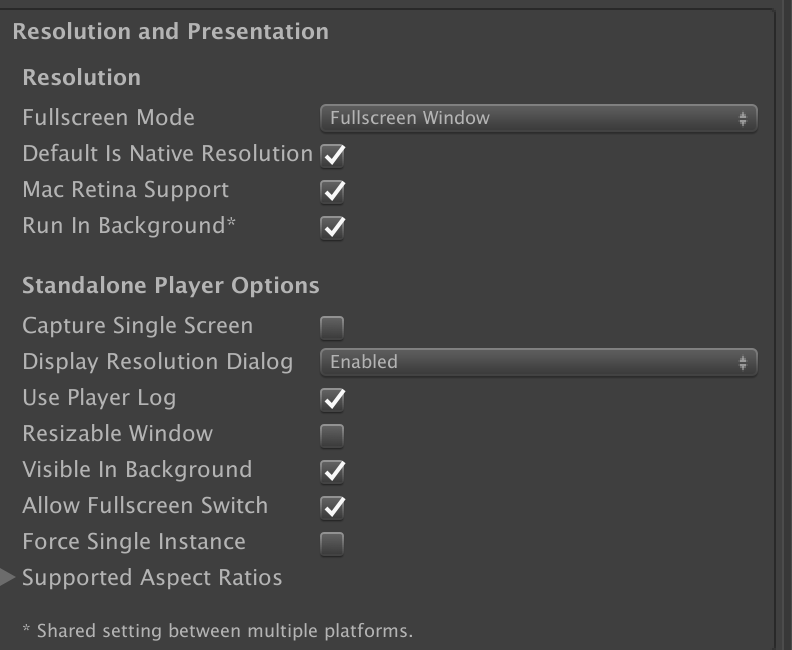 Resolution and Presentation
Resolution
Fullscreen Mode Fullscreen Window
Default Is Native Resolution
Mac Retina Support
Run In Background*
Standalone Player Options
Capture Single Screen
Display Resolution Dialog Enabled
Use Player Log
Resizable Window
Visible In Background
Allow Fullscreen Switch
Force Single Instance
Supported Aspect Ratios
* Shared setting between multiple platforms.